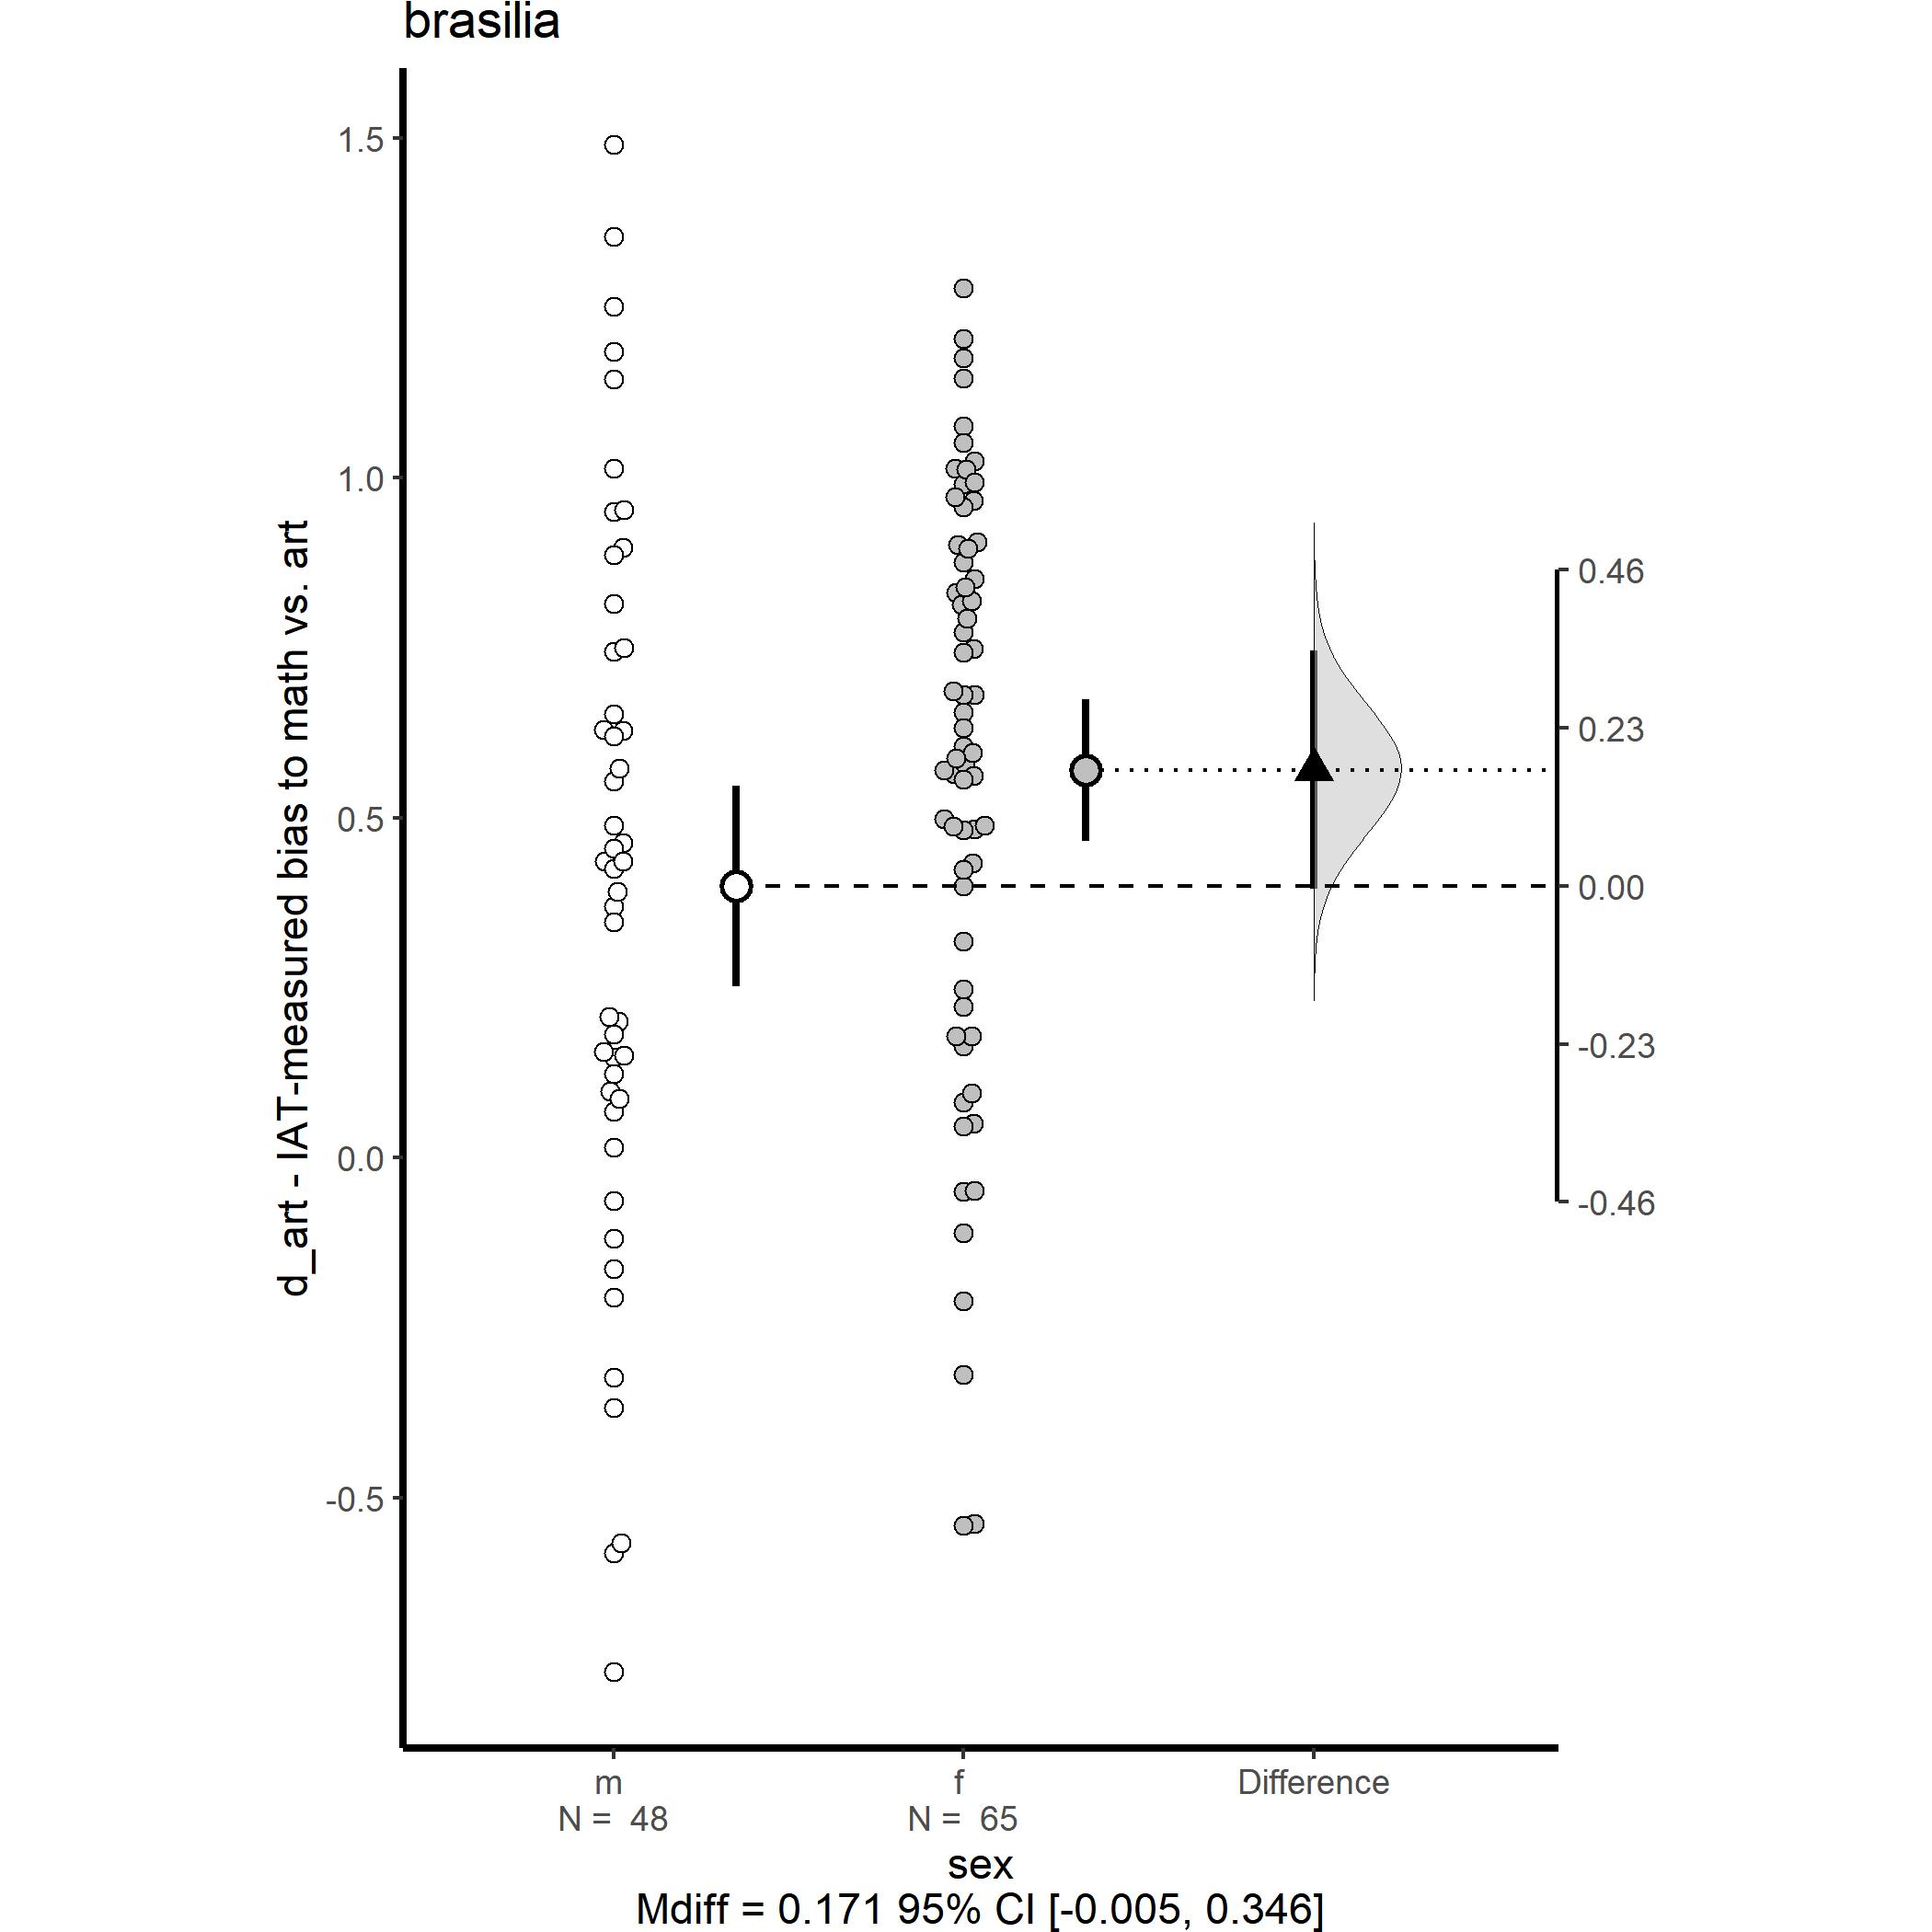 brasilia
d_art - IAT-measured bias to math vs. art
1.5
1.0
0.5
0.0
-0.5
0.46
0.23
0.00
-0.23
-0.46
m
N =  48
f
N =  65
Difference
sex
Mdiff = 0.171 95% CI [-0.005, 0.346]